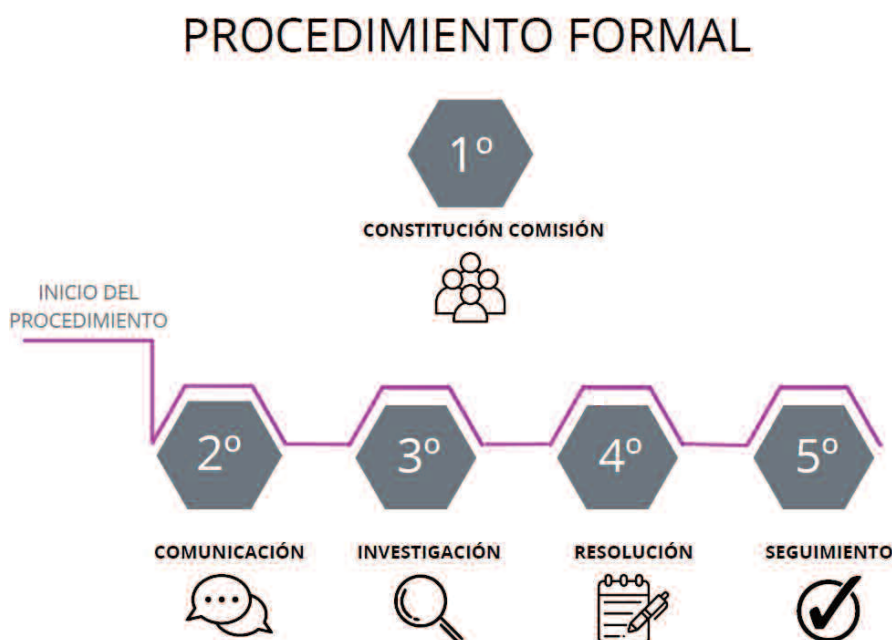 PROCEDIMIENTO FORMAL
1º
CONSTITUCIÓN COMISIÓN
INICIO DEL
PROCEDIMIENTO
2º
3º
4º
5º
COMUNICACIÓN
INVESTIGACIÓN
RESOLUCIÓN
SEGUIMIENTO